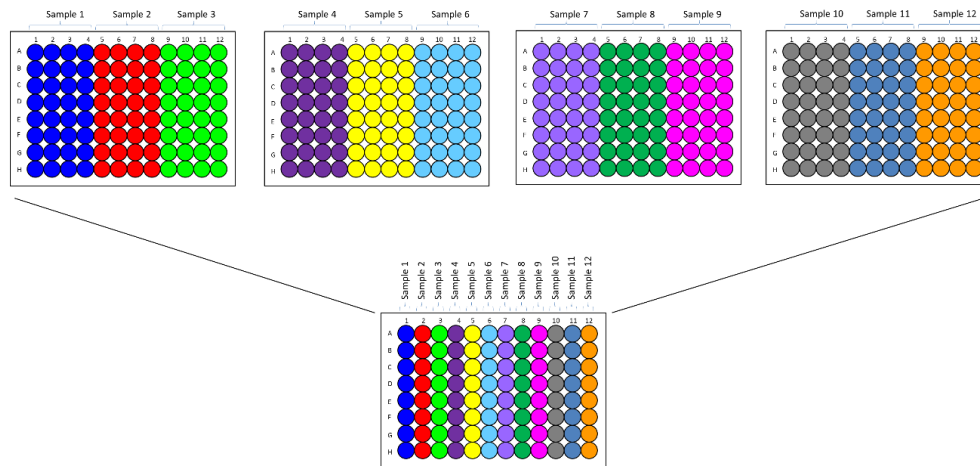 Sample 1 Sample 2 Sample 3 Sample 4 Sample 5 Sample 6 Sample 7 Sample 8 Sample 9 Sample 10 Sample 11 Sample 12
1 2 3 4 5 6 7 8 9 10 11 12 1 2 3 4 5 6 7 8 9 10 11 12 1 2 3 4 5 6 7 8 9 10 11 12 1 2 3 4 5 6 7 8 9 10 11 12
A A A A
B B B B
C C C C
D D D D
E E E E
F F F F
G G G G
H H H H
Sample 1 Sample 2 Sample 3 Sample 4 Sample 5 Sample 6 Sample 7 Sample 8 Sample 9 Sample 10 Sample 11 Sample 12
1 2 3 4 5 6 7 8 9 10 11 12
A
B
C
D
E
F
G
H